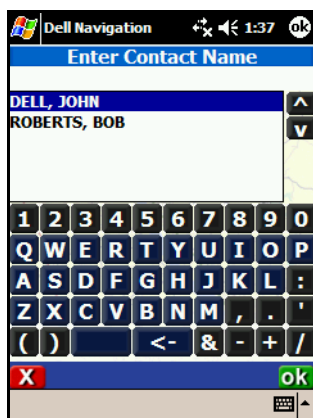 Dell Navigation 1:37 ok
Enter Contact Name
DELL, JOHN
ROBERTS, BOB
^
v
1 2 3 4 5 6 7 8 9 0
Q W E R T Y U I O P
A S D F G H J K L :
Z X C V B N M , . '
( ) <- & - + /
X ok